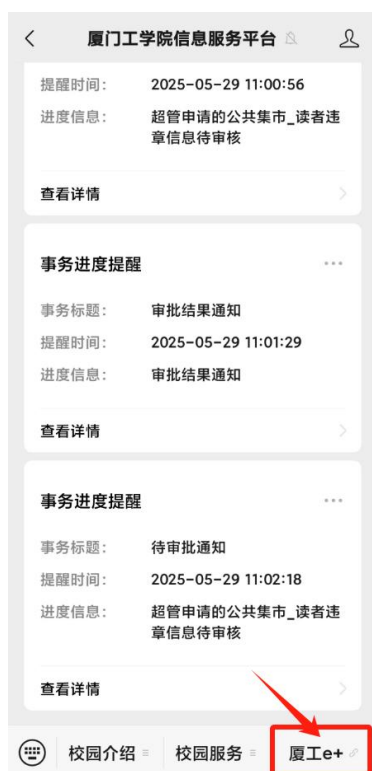 厦门工学院信息服务平台
提醒时间： 2025-05-29 11:00:56
进度信息： 超管申请的公共集市_读者违
章信息待审核
查看详情
事务进度提醒
事务标题： 审批结果通知
提醒时间： 2025-05-29 11:01:29
进度信息： 审批结果通知
查看详情
事务进度提醒
事务标题： 待审批通知
提醒时间： 2025-05-29 11:02:18
进度信息： 超管申请的公共集市_读者违
章信息待审核
查看详情
校园介绍 校园服务 厦工e+